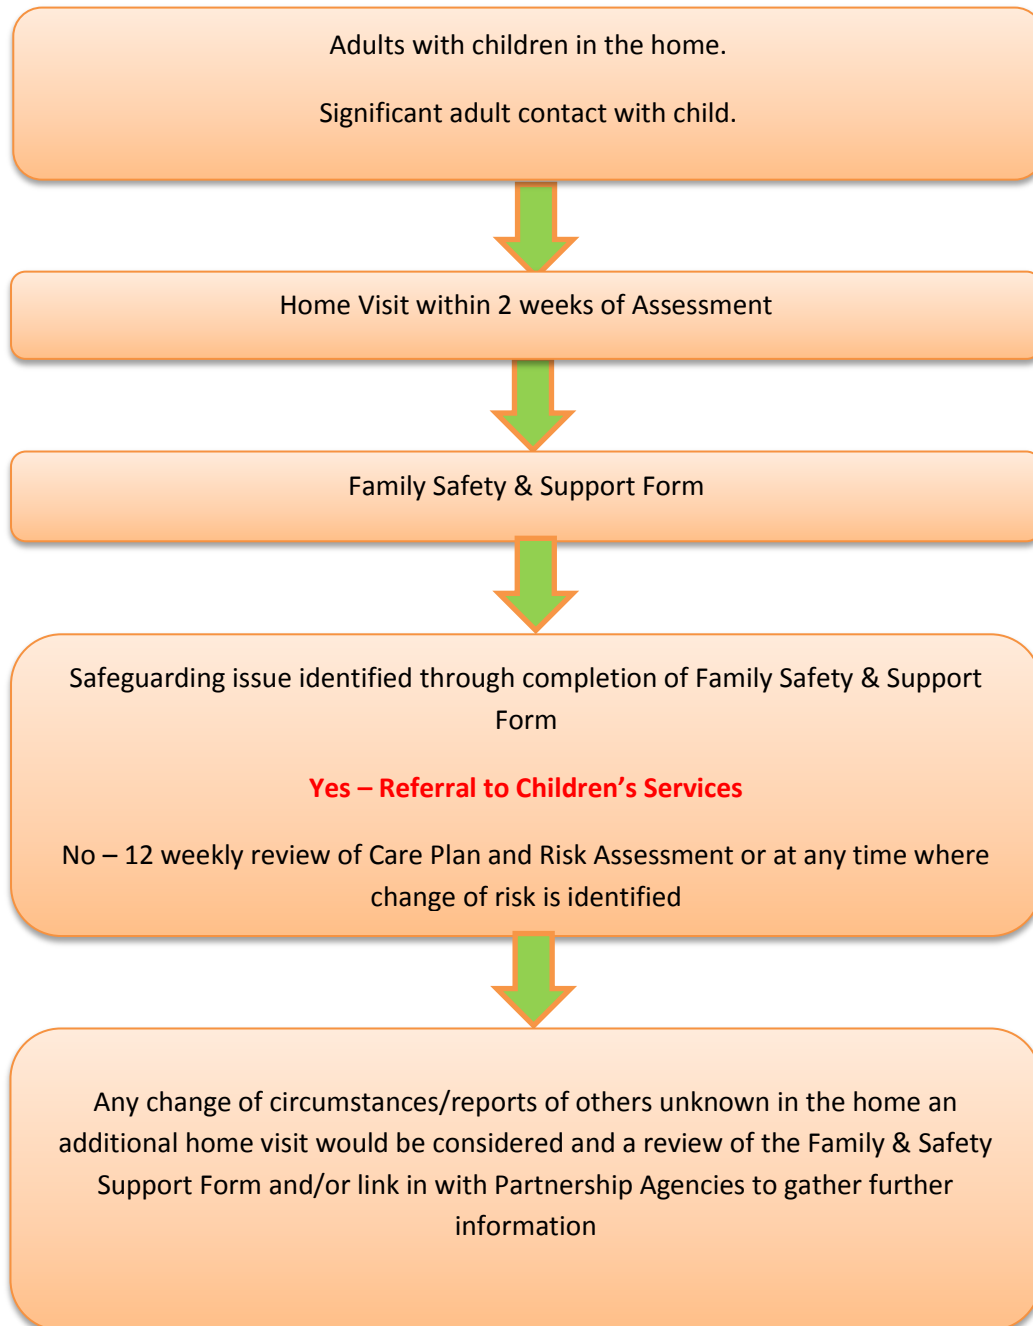 Adults with children in the home.
Significant adult contact with child.
Home Visit within 2 weeks of Assessment
Family Safety & Support Form
Safeguarding issue identified through completion of Family Safety & Support
Form
Yes – Referral to Children’s Services
No – 12 weekly review of Care Plan and Risk Assessment or at any time where
change of risk is identified
Any change of circumstances/reports of others unknown in the home an
additional home visit would be considered and a review of the Family & Safety
Support Form and/or link in with Partnership Agencies to gather further
information